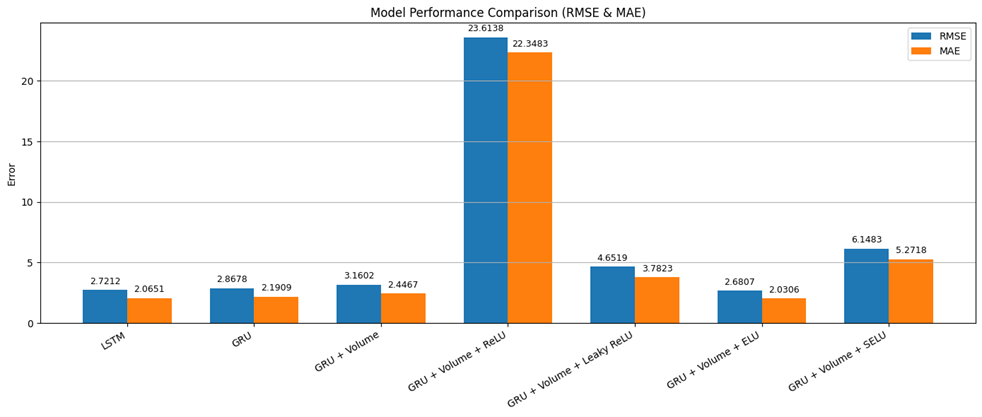 Model Performance Comparison (RMSE & MAE)
RMSE
MAE
Error
20
15
10
5
0
2.7212
2.0651
2.8678
2.1909
3.1602
2.4467
23.6138
22.3483
4.6519
3.7823
2.6807
2.0306
6.1483
5.2718
LSTM
GRU
GRU + Volume
GRU + Volume + ReLU
GRU + Volume + Leaky ReLU
GRU + Volume + ELU
GRU + Volume + SELU